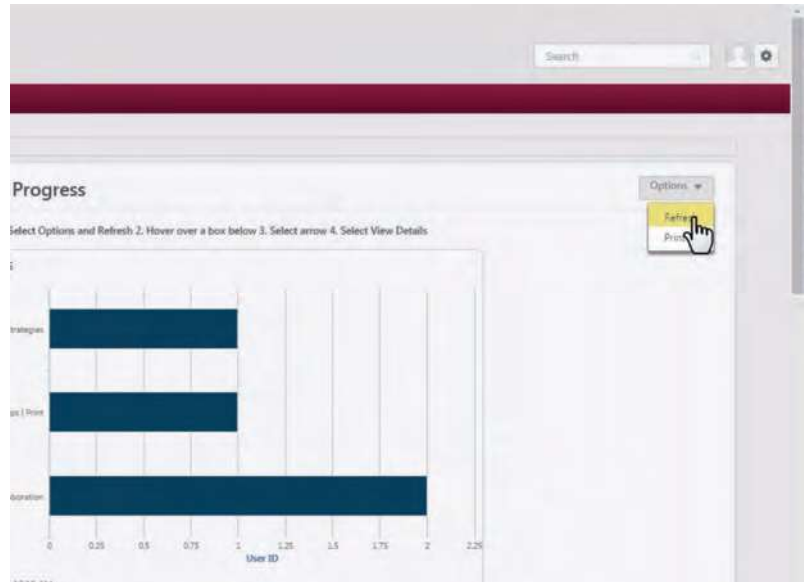 Search
Progress
Options
Select Options and Refresh 2. Hover over a box below 3. Select arrow 4. Select View Details
Refresh
Print
s
trategies
ps | Print
boration
0 0.25 0.5 0.75 1 1.25 1.5 1.75 2 2.25
User ID